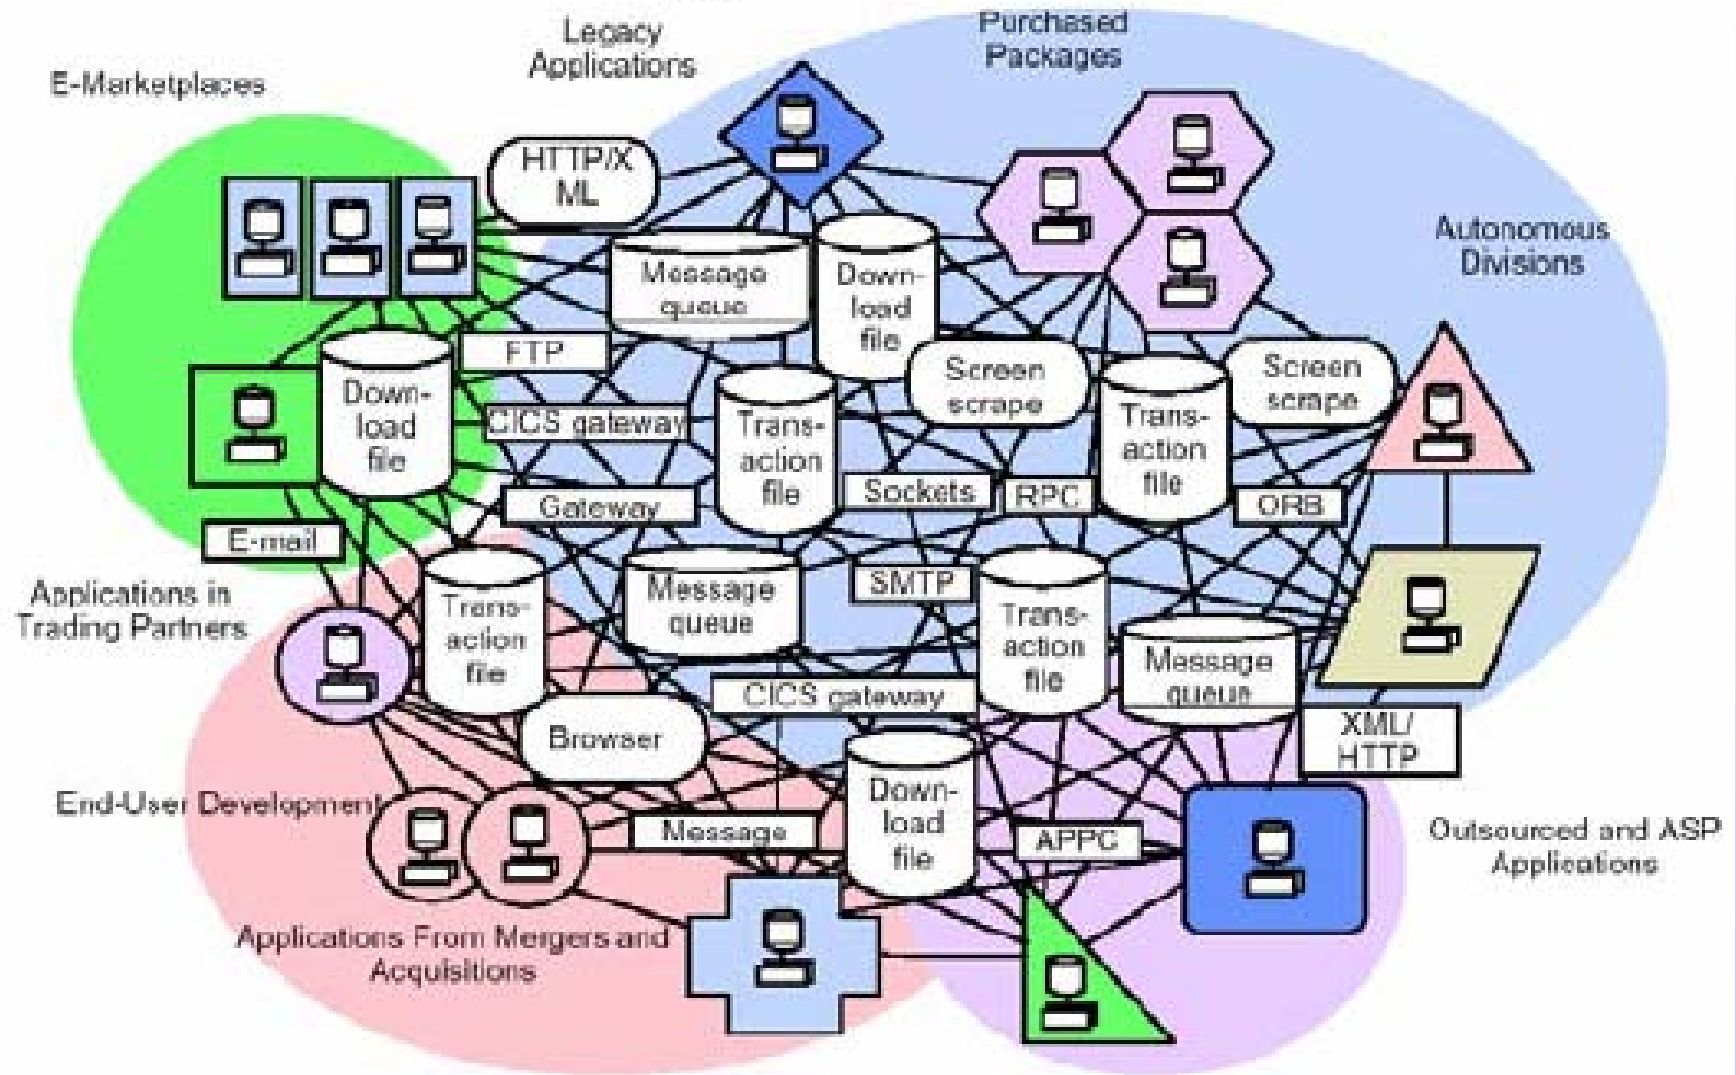 Legacy
Applications
Purchased
Packages
E-Marketplaces
HTTP/X
ML
Autonomous
Divisions
Message
queue
Down-
load
file
FTP
Screen
scrape
Screen
scrape
Down-
load
file
CICS gateway
Trans-
action
file
Trans-
action
file
Gateway
Sockets
RPC
ORB
E-mail
Applications in
Trading Partners
Trans-
action
file
Message
queue
SMTP
Trans-
action
file
Message
queue
CICS gateway
Browser
XML/
HTTP
End-User Development
Message
Down-
load
file
APPC
Outsourced and ASP
Applications
Applications From Mergers and
Acquisitions